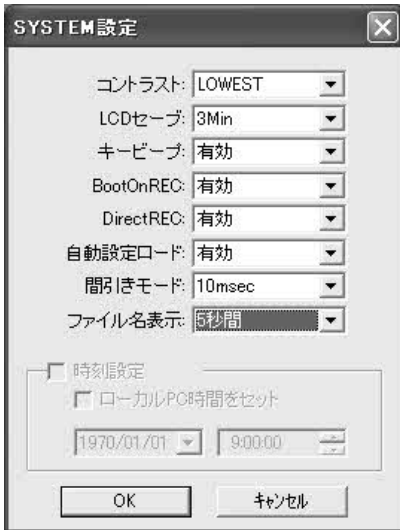 SYSTEM設定
コントラスト: LOWEST
LCDセーブ: 3Min
キービープ: 有効
BootOnREC: 有効
DirectREC: 有効
自動設定ロード: 有効
間引きモード: 10msec
ファイル名表示: 5秒間
時刻設定
ローカルPC時間をセット
1970/01/01 9:00:00
OK キャンセル